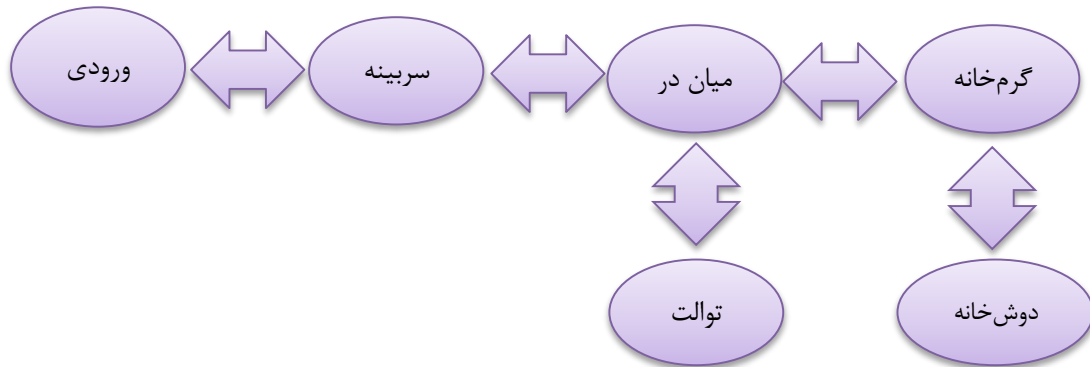 ورودی
سربینه
میان در
گرم‌خانه
توالت
دوش‌خانه